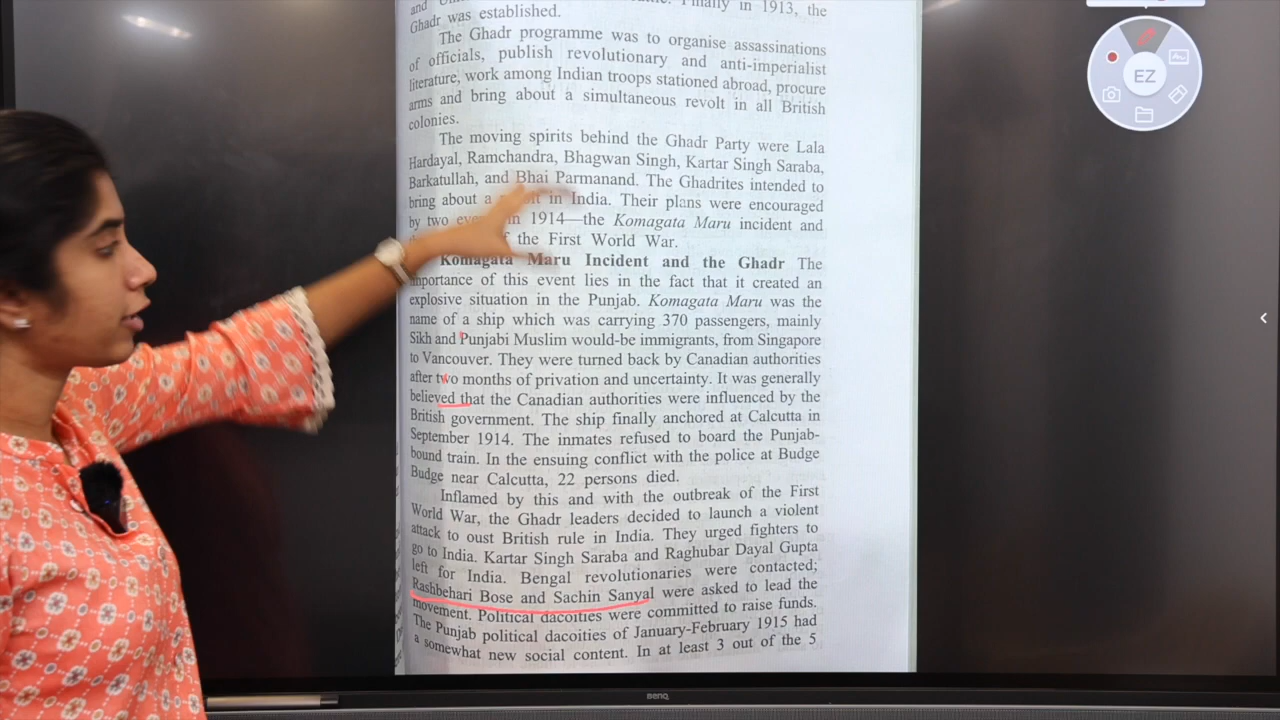 and
Finally in 1913, the
Ghadr was established.
The Ghadr programme was to organise assassinations
of officials, publish revolutionary and anti-imperialist
literature, work among Indian troops stationed abroad, procure
arms and bring about a simultaneous revolt in all British
colonies.
The moving spirits behind the Ghadr Party were Lala
Hardayal, Ramchandra, Bhagwan Singh, Kartar Singh Saraba,
Barkatullah, and Bhai Parmanand. The Ghadrites intended to
bring about a in India. Their plans were encouraged
by two in 1914—the Komagata Maru incident and
the First World War.
Komagata Maru Incident and the Ghadr The
importance of this event lies in the fact that it created an
explosive situation in the Punjab. Komagata Maru was the
name of a ship which was carrying 370 passengers, mainly
Sikh and Punjabi Muslim would-be immigrants, from Singapore
to Vancouver. They were turned back by Canadian authorities
after two months of privation and uncertainty. It was generally
believed that the Canadian authorities were influenced by the
British government. The ship finally anchored at Calcutta in
September 1914. The inmates refused to board the Punjab-
bound train. In the ensuing conflict with the police at Budge
Budge near Calcutta, 22 persons died.
Inflamed by this and with the outbreak of the First
World War, the Ghadr leaders decided to launch a violent
attack to oust British rule in India. They urged fighters to
go to India. Kartar Singh Saraba and Raghubar Dayal Gupta
left for India. Bengal revolutionaries were contacted;
Rashbehari Bose and Sachin Sanyal were asked to lead the
movement. Political dacoities were committed to raise funds.
The Punjab political dacoities of January-February 1915 had
a somewhat new social content. In at least 3 out of the 5
EZ
BenQ